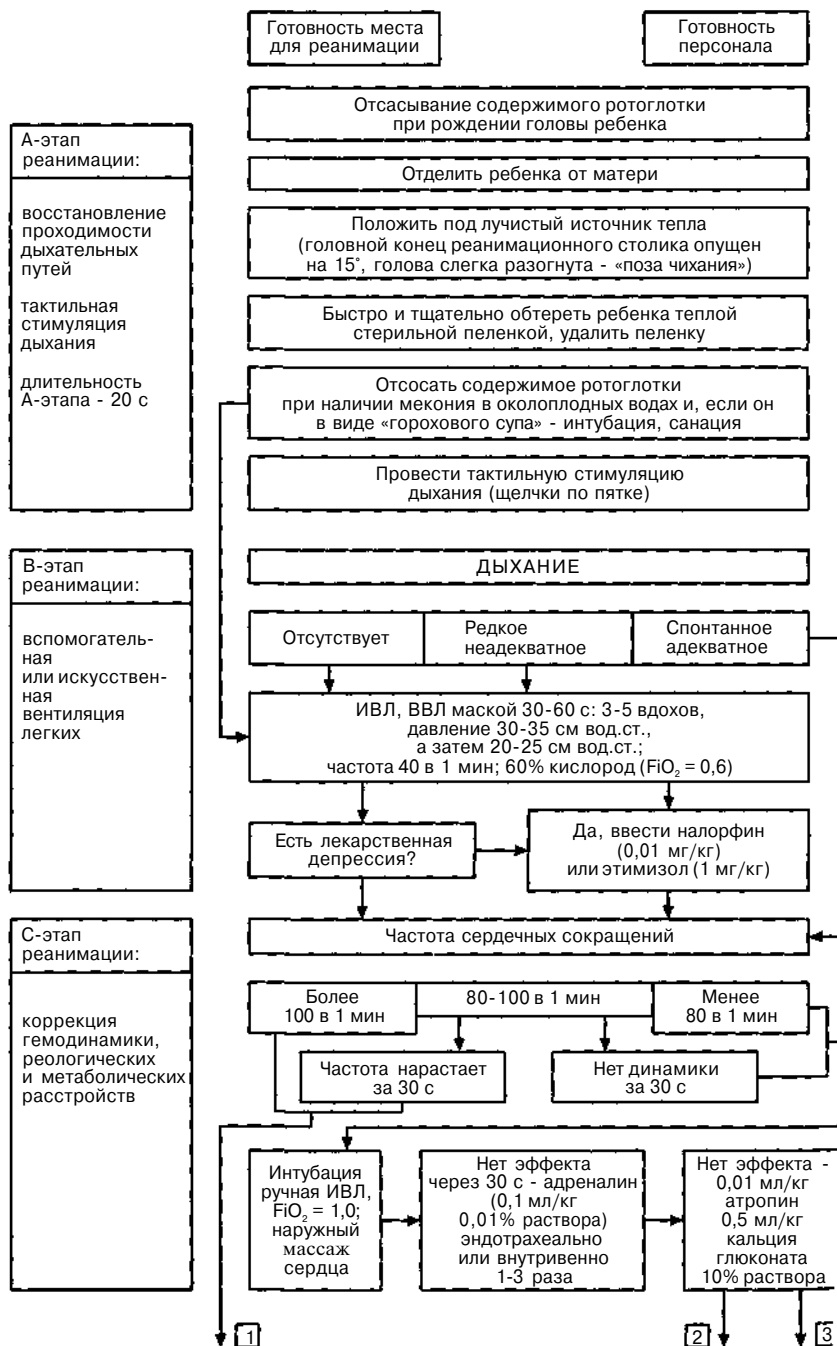 Готовность места
для реанимации
Готовность
персонала
Отсасывание содержимого ротоглотки
при рождении головы ребенка
А-этап
реанимации:
восстановление
проходимости
дыхательных
путей
тактильная
стимуляция
дыхания
длительность
А-этапа - 20 с
Отделить ребенка от матери
Положить под лучистый источник тепла
(головной конец реанимационного столика опущен
на 15°, голова слегка разогнута - «поза чихания»)
Быстро и тщательно обтереть ребенка теплой
стерильной пеленкой, удалить пеленку
Отсосать содержимое ротоглотки
при наличии мекония в околоплодных водах и, если он
в виде «горохового супа» - интубация, санация
Провести тактильную стимуляцию
дыхания (щелчки по пятке)
В-этап
реанимации:
вспомогатель-
ная
или искусствен-
ная
вентиляция
легких
ДЫХАНИЕ
Отсутствует
Редкое
неадекватное
Спонтанное
адекватное
ИВЛ, ВВЛ маской 30-60 с: 3-5 вдохов,
давление 30-35 см вод.ст.,
а затем 20-25 см вод.ст.;
частота 40 в 1 мин; 60% кислород (FiO₂ = 0,6)
Есть лекарственная
депрессия?
Да, ввести налорфин
(0,01 мг/кг)
или этимизол (1 мг/кг)
С-этап
реанимации:
коррекция
гемодинамики,
реологических
и метаболических
расстройств
Частота сердечных сокращений
Более
100 в 1 мин
80-100 в 1 мин
Менее
80 в 1 мин
Частота нарастает
за 30 с
Нет динамики
за 30 с
Интубация
ручная ИВЛ,
FiO₂ = 1,0;
наружный
массаж
сердца
Нет эффекта
через 30 с - адреналин
(0,1 мл/кг
0,01% раствора)
эндотрахеально
или внутривенно
1-3 раза
Нет эффекта -
0,01 мл/кг
атропин
0,5 мл/кг
кальция
глюконата
10% раствора
1
2
3